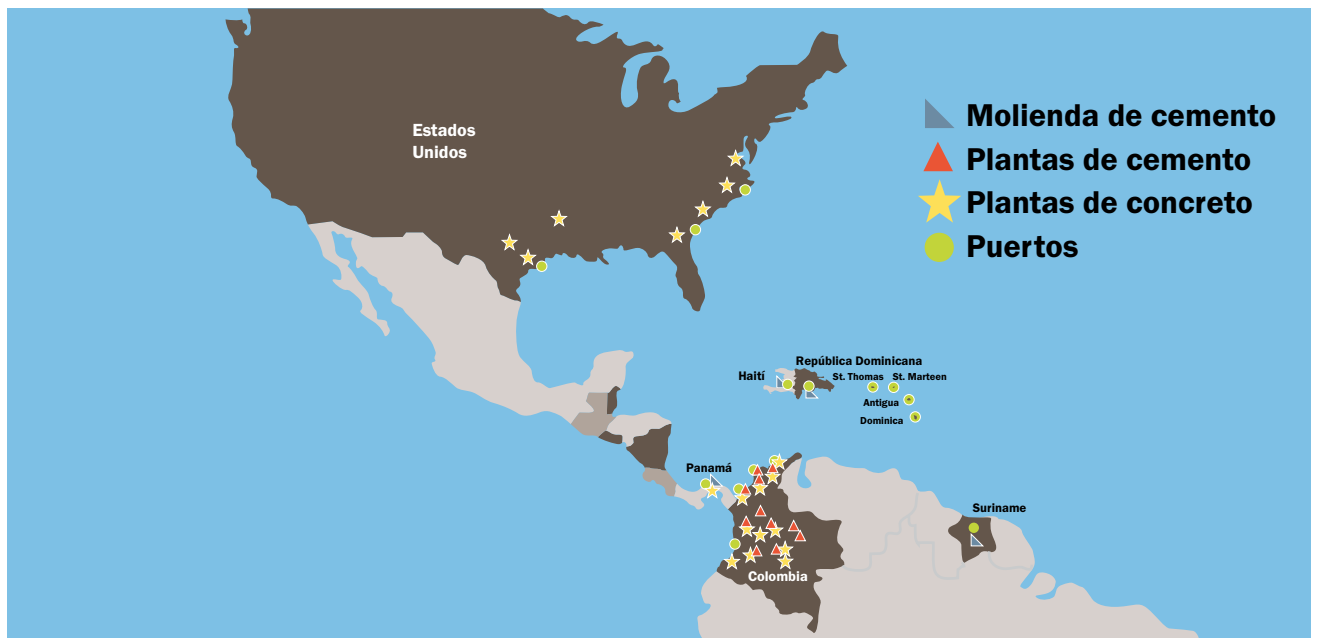 Estados
Unidos
Molienda de cemento
Plantas de cemento
Plantas de concreto
Puertos
República Dominicana
Haití
St. Thomas
St. Marteen
Antigua
Dominica
Panamá
Suriname
Colombia